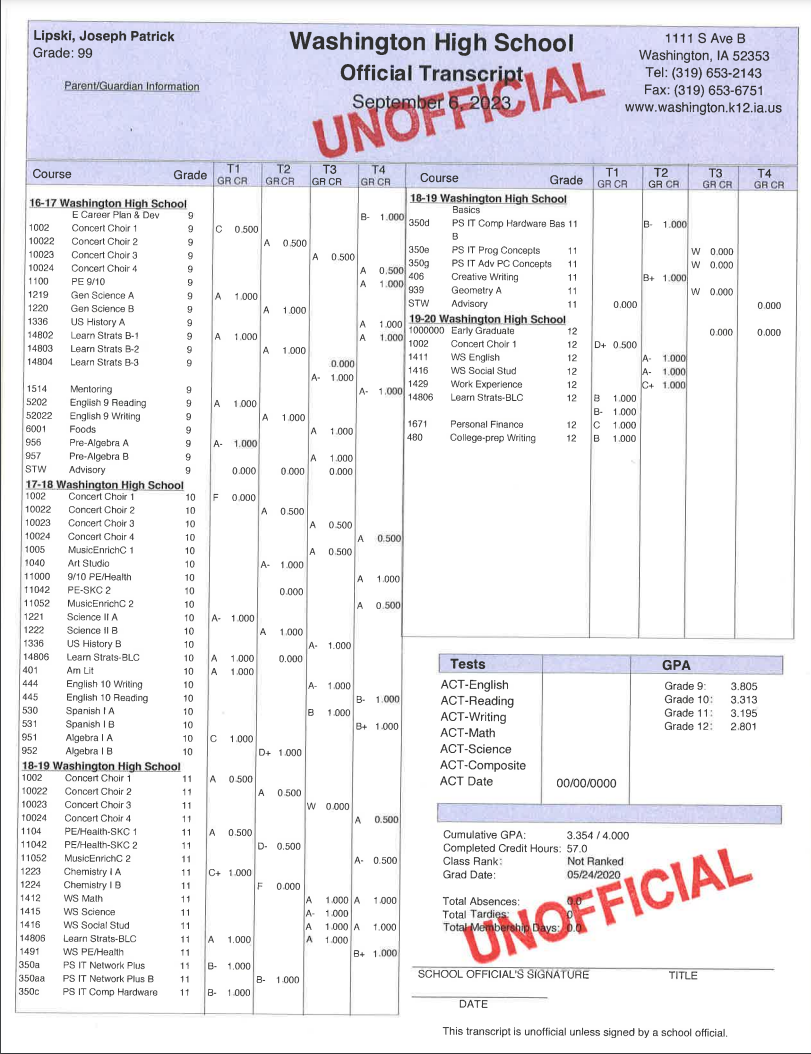 Lipski, Joseph Patrick
Grade: 99
Parent/Guardian Information
Washington High School
Official Transcript
September 6, 2023
UNOFFICIAL
1111 S Ave B
Washington, IA 52353
Tel: (319) 653-2143
Fax: (319) 653-6751
www.washington.k12.ia.us
Course Grade T1 T2 T3 T4
GR CR GR CR GR CR GR CR
16-17 Washington High School
E Career Plan & Dev 9 B- 1.000
1002 Concert Choir 1 9 C 0.500
10022 Concert Choir 2 9 A 0.500
10023 Concert Choir 3 9 A 0.500
10024 Concert Choir 4 9 A 0.500
1100 PE 9/10 9 A 1.000
1219 Gen Science A 9 A 1.000
1220 Gen Science B 9 A 1.000
1336 US History A 9 A 1.000
14802 Learn Strats B-1 9 A 1.000 A 1.000
14803 Learn Strats B-2 9 A 1.000
14804 Learn Strats B-3 9 0.000
A- 1.000
1514 Mentoring 9 A- 1.000
5202 English 9 Reading 9 A 1.000
52022 English 9 Writing 9 A 1.000
6001 Foods 9 A 1.000
956 Pre-Algebra A 9 A- 1.000
957 Pre-Algebra B 9 A 1.000
STW Advisory 9 0.000 0.000 0.000
17-18 Washington High School
1002 Concert Choir 1 10 F 0.000
10022 Concert Choir 2 10 A 0.500
10023 Concert Choir 3 10 A 0.500
10024 Concert Choir 4 10 A 0.500
1005 MusicEnrichC 1 10 A 0.500
1040 Art Studio 10 A- 1.000
11000 9/10 PE/Health 10 A 1.000
11042 PE-SKC 2 10 0.000
11052 MusicEnrichC 2 10 A 0.500
1221 Science II A 10 A- 1.000
1222 Science II B 10 A 1.000
1336 US History B 10 A- 1.000
14806 Learn Strats-BLC 10 A 1.000 0.000
401 Am Lit 10 A 1.000
444 English 10 Writing 10 A- 1.000
445 English 10 Reading 10 B- 1.000
530 Spanish I A 10 B 1.000
531 Spanish I B 10 B+ 1.000
951 Algebra I A 10 C 1.000
952 Algebra I B 10 D+ 1.000
18-19 Washington High School
1002 Concert Choir 1 11 A 0.500
10022 Concert Choir 2 11 A 0.500
10023 Concert Choir 3 11 W 0.000
10024 Concert Choir 4 11 A 0.500
1104 PE/Health-SKC 1 11 A 0.500
11042 PE/Health-SKC 2 11 D- 0.500
11052 MusicEnrichC 2 11 A- 0.500
1223 Chemistry I A 11 C+ 1.000
1224 Chemistry I B 11 F 0.000
1412 WS Math 11 A 1.000 A 1.000
1415 WS Science 11 A- 1.000
1416 WS Social Stud 11 A 1.000 A 1.000
14806 Learn Strats-BLC 11 A 1.000 A 1.000
1491 WS PE/Health 11 B+ 1.000
350a PS IT Network Plus 11 B- 1.000
350aa PS IT Network Plus B 11 B- 1.000
350c PS IT Comp Hardware 11 B- 1.000
Course Grade T1 T2 T3 T4
GR CR GR CR GR CR GR CR
18-19 Washington High School
Basics
350d PS IT Comp Hardware Bas 11 B- 1.000
B
350e PS IT Prog Concepts 11 W 0.000
350g PS IT Adv PC Concepts 11 W 0.000
406 Creative Writing 11 B+ 1.000
939 Geometry A 11 W 0.000
STW Advisory 11 0.000 0.000
19-20 Washington High School
1000000 Early Graduate 12 0.000 0.000
1002 Concert Choir 1 12 D+ 0.500
1411 WS English 12 A- 1.000
1416 WS Social Stud 12 A- 1.000
1429 Work Experience 12 C+ 1.000
14806 Learn Strats-BLC 12 B 1.000
B- 1.000
1671 Personal Finance 12 C 1.000
480 College-prep Writing 12 B 1.000
Tests
ACT-English
ACT-Reading
ACT-Writing
ACT-Math
ACT-Science
ACT-Composite
ACT Date 00/00/0000
GPA
Grade 9: 3.805
Grade 10: 3.313
Grade 11: 3.195
Grade 12: 2.801
Cumulative GPA: 3.354 / 4.000
Completed Credit Hours: 57.0
Class Rank: Not Ranked
Grad Date: 05/24/2020
Total Absences: 0.0
Total Tardies: 0
Total Membership Days: 0.0
UNOFFICIAL
SCHOOL OFFICIAL'S SIGNATURE TITLE
DATE
This transcript is unofficial unless signed by a school official.